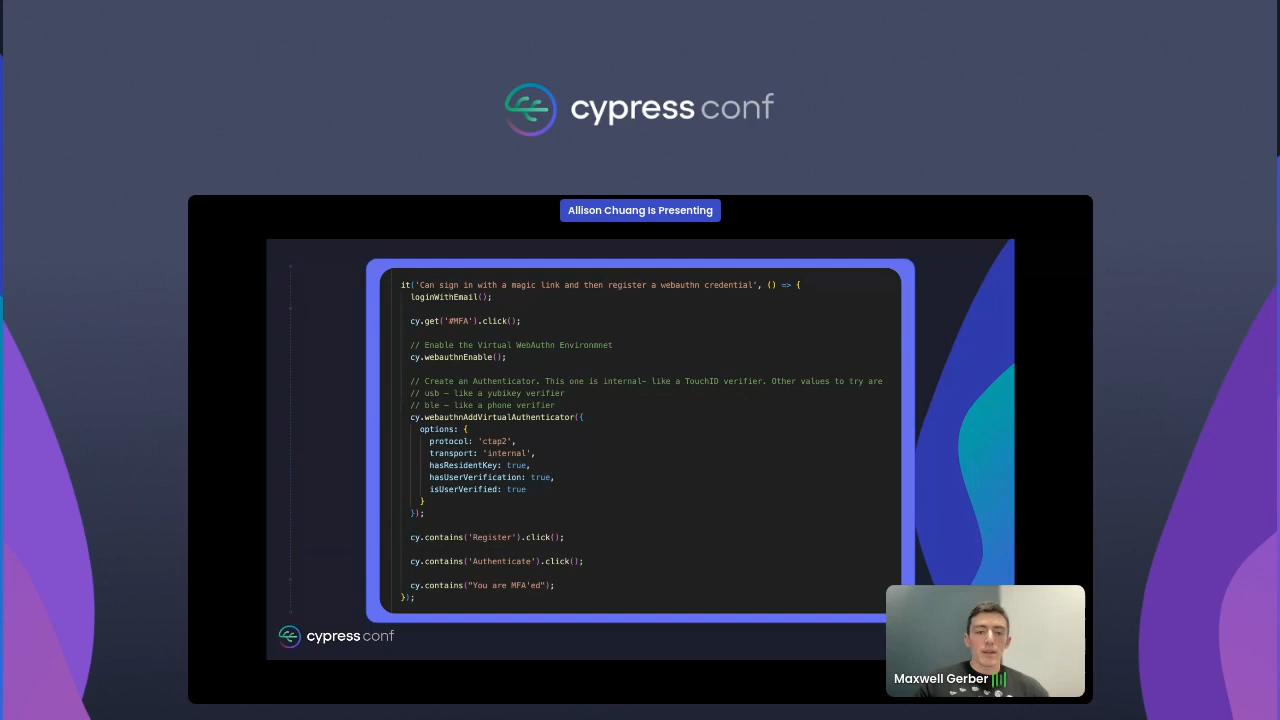 cypress conf
Allison Chuang Is Presenting
it('Can sign in with a magic link and then register a webauthn credential', () => {
loginWithEmail();
cy.get('#MFA').click();
// Enable the Virtual WebAuthn Environmnet
cy.webauthnEnable();
// Create an Authenticator. This one is internal- like a TouchID verifier. Other values to try are
// usb - like a yubikey verifier
// ble - like a phone verifier
cy.webauthnAddVirtualAuthenticator({
options: {
protocol: 'ctap2',
transport: 'internal',
hasResidentKey: true,
hasUserVerification: true,
isUserVerified: true
}
});
cy.contains('Register').click();
cy.contains('Authenticate').click();
cy.contains("You are MFA'ed");
});
cypress conf
Maxwell Gerber